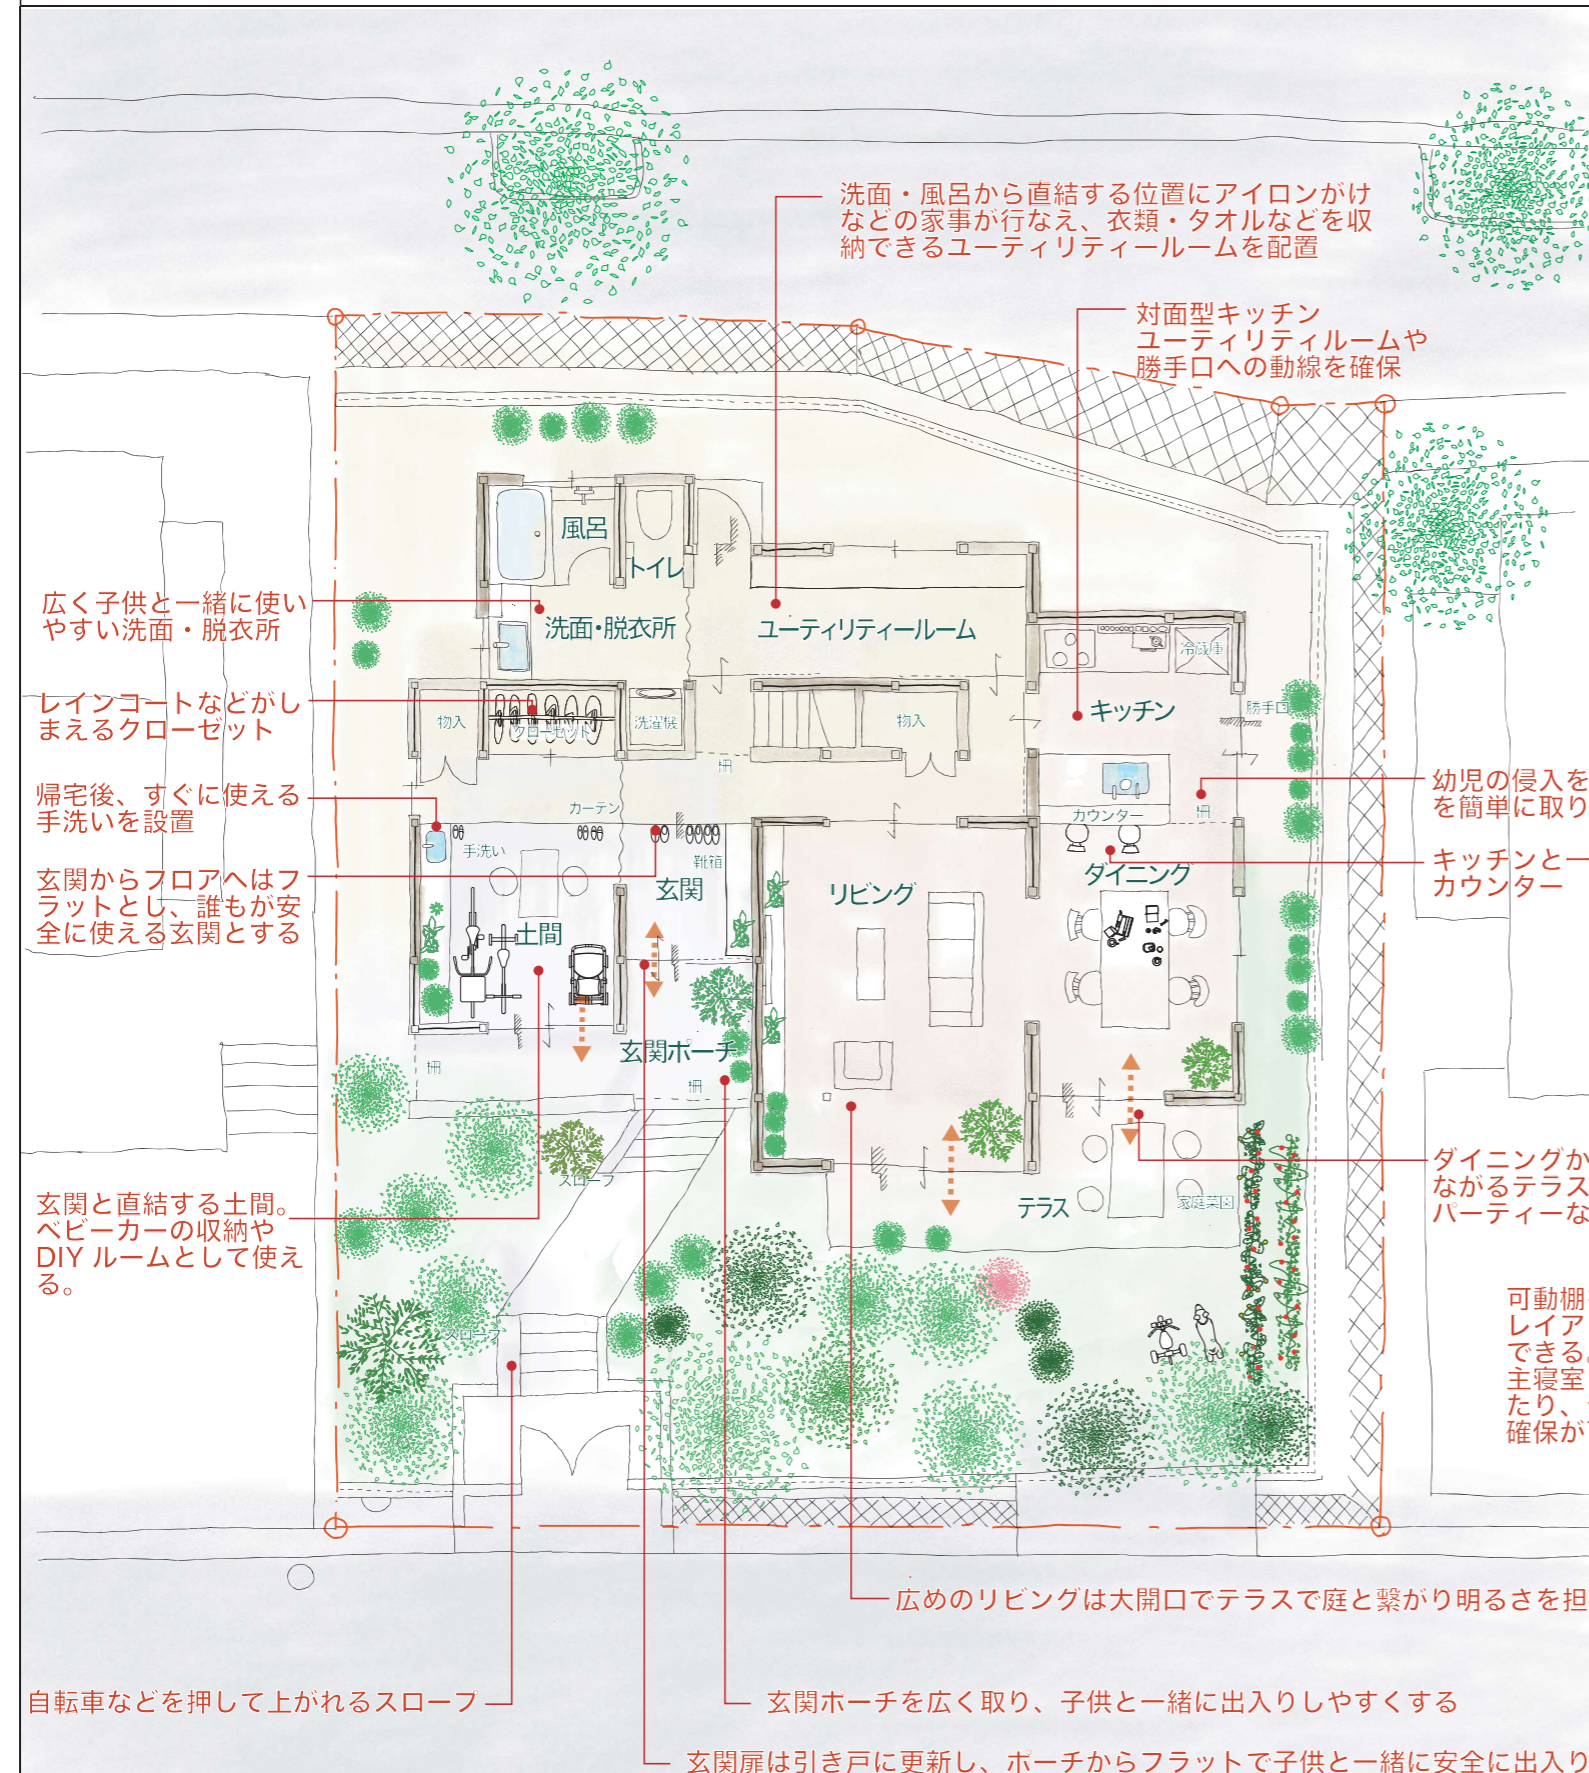 洗面・風呂から直結する位置にアイロンがけ
などの家事が行なえ、衣類・タオルなどを収
納できるユーティリティールームを配置
対面型キッチン
ユーティリティルームや
勝手口への動線を確保
風呂
トイレ
広く子供と一緒に使い
やすい洗面・脱衣所
洗面・脱衣所
ユーティリティールーム
冷蔵庫
レインコートなどがし
まえるクローゼット
物入
クローゼット
洗濯機
物入
キッチン
勝手口
柵
帰宅後、すぐに使える
手洗いを設置
カーテン
カウンター
柵
幼児の侵入を
を簡単に取り
手洗い
靴箱
玄関からフロアへはフ
ラットとし、誰もが安
全に使える玄関とする
玄関
リビング
ダイニング
キッチンと一
カウンター
土間
玄関ポーチ
柵
柵
スロープ
玄関と直結する土間。
ベビーカーの収納や
DIY ルームとして使え
る。
テラス
家庭菜園
ダイニングか
ながるテラス
パーティーな
スロープ
可動棚
レイア
できる。
主寝室
たり、
確保が
広めのリビングは大開口でテラスで庭と繋がり明るさを担
自転車などを押して上がれるスロープ
玄関ポーチを広く取り、子供と一緒に出入りしやすくする
玄関扉は引き戸に更新し、ポーチからフラットで子供と一緒に安全に出入り